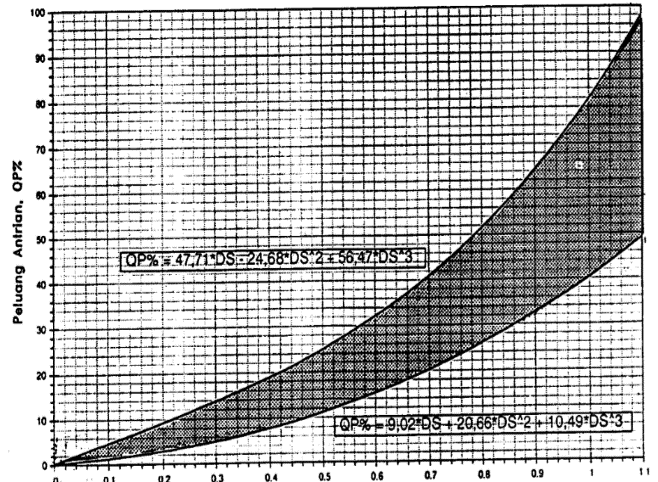 100
90
80
70
60
50
40
30
20
10
0
Peluang Antrian, QP%
QP% = 47,71*DS - 24,68*DS^2 + 56,47*DS^3
QP% = 9,02*DS + 20,66*DS^2 + 10,49*DS^3
0. 0.1 0.2 0.3 0.4 0.5 0.6 0.7 0.8 0.9 1 1.1